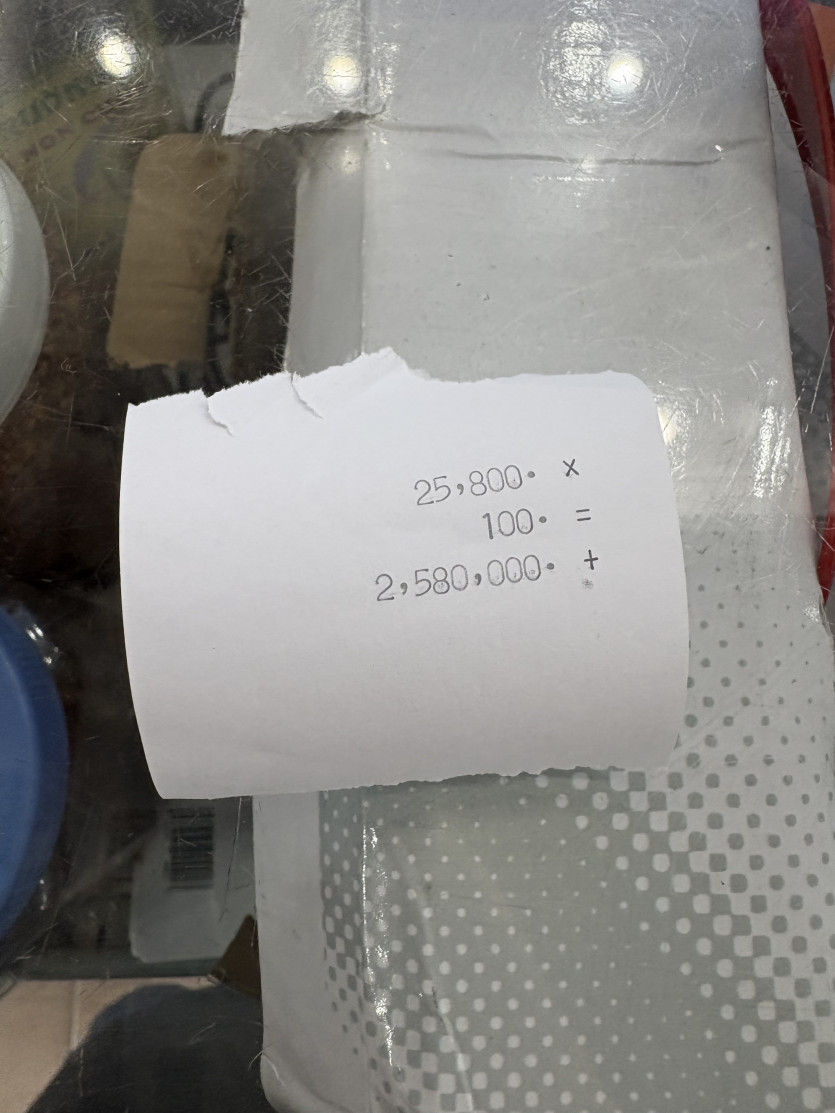 25,800. x
100. =
2,580,000. +
*